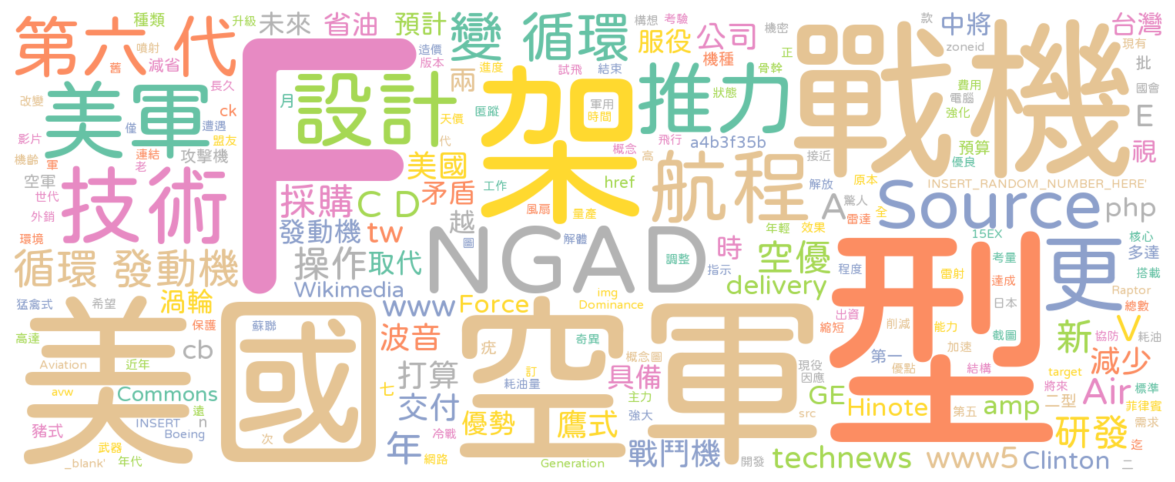 第六代
種類
升級
未來
省油
預計
變 循環
構想
考驗
服役
公司
機密
款
中將
台灣
噴射
舊
減省
造價
版本
進度
試飛
結束
機種
正
骨幹
zoneid
現有
批
國會
F
設計
兩
架
推力
戰機
狀態
費用
電腦
強化
E
長久
改變
美軍
ck
月
匿蹤
軍用
時間
天價
代
僅
遭遇
盟友
影片
連結
攻擊機
老
機齡
軍
空軍
世代
外銷
技術
美國
概念
飛行
高
a4b3f35b
接近
預算
優良
視
工作
href
解放
原本
INSERT_RANDOM_NUMBER_HERE'
採購
C
D
矛盾
風扇
量產
航程
A
驚人
雷達
全
Source
php
環境
發動機
tw
越
圖
NGAD
解體
調整
時
年輕
效果
空優
15EX
核心
多達
搭載
循環 發動機
操作
取代
指示
程度
型
雷射
考量
達成
更
Wikimedia
delivery
日本
Raptor
總數
猛禽式
希望
渦輪
www
Force
img
Dominance
出資
縮短
削減
能力
截圖
協防
V
耗油
高達
美國空軍
蘇聯
保護
波音
奇異
加速
新
減少
Aviation
近年
cb
打算
疣
概念圖
現役
因應
第一
優點
結構
target
將來
標準
avw
Commons
七
訂
耗油量
具備
GE
src
Hinote
第五
amp
二型
Air
菲律賓
需求
豬式
INSERT
遠
n
Boeing
交付
優勢
鷹式
主力
強大
研發
迄
武器
年代
_blank'
次
年
冷戰
網路
Generation
戰鬥機
開發
technews
www5
Clinton
二